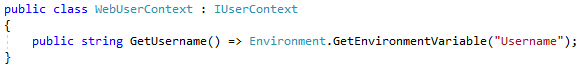 public class WebUserContext : IUserContext
{
    public string GetUsername() => Environment.GetEnvironmentVariable("Username");
}